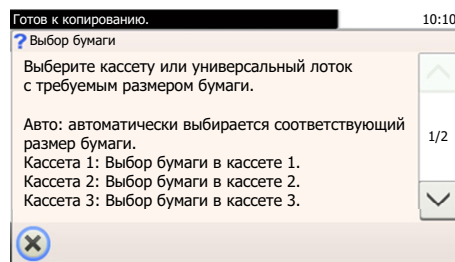 Готов к копированию.
10:10
? Выбор бумаги
Выберите кассету или универсальный лоток
с требуемым размером бумаги.
Авто: автоматически выбирается соответствующий
размер бумаги.
1/2
Кассета 1: Выбор бумаги в кассете 1.
Кассета 2: Выбор бумаги в кассете 2.
Кассета 3: Выбор бумаги в кассете 3.